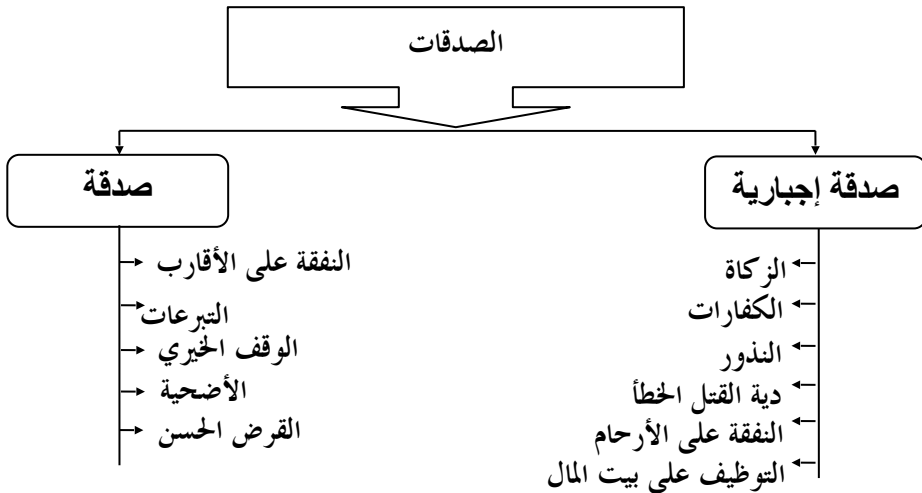 الصدقات
صدقة إجبارية
الزكاة
الكفارات
النذور
دية القتل الخطأ
النفقة على الأرحام
التوظيف على بيت المال
صدقة
النفقة على الأقارب
التبرعات
الوقف الخيري
الأضحية
القرض الحسن